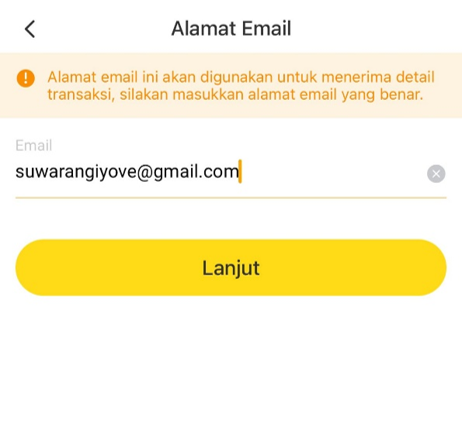 Alamat Email
Alamat email ini akan digunakan untuk menerima detail
transaksi, silakan masukkan alamat email yang benar.
Email
suwarangiyove@gmail.com
Lanjut